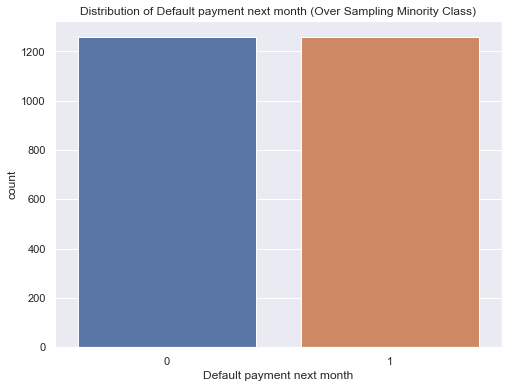 Distribution of Default payment next month (Over Sampling Minority Class)
1200
1000
800
600
400
200
0
count
0 1
Default payment next month